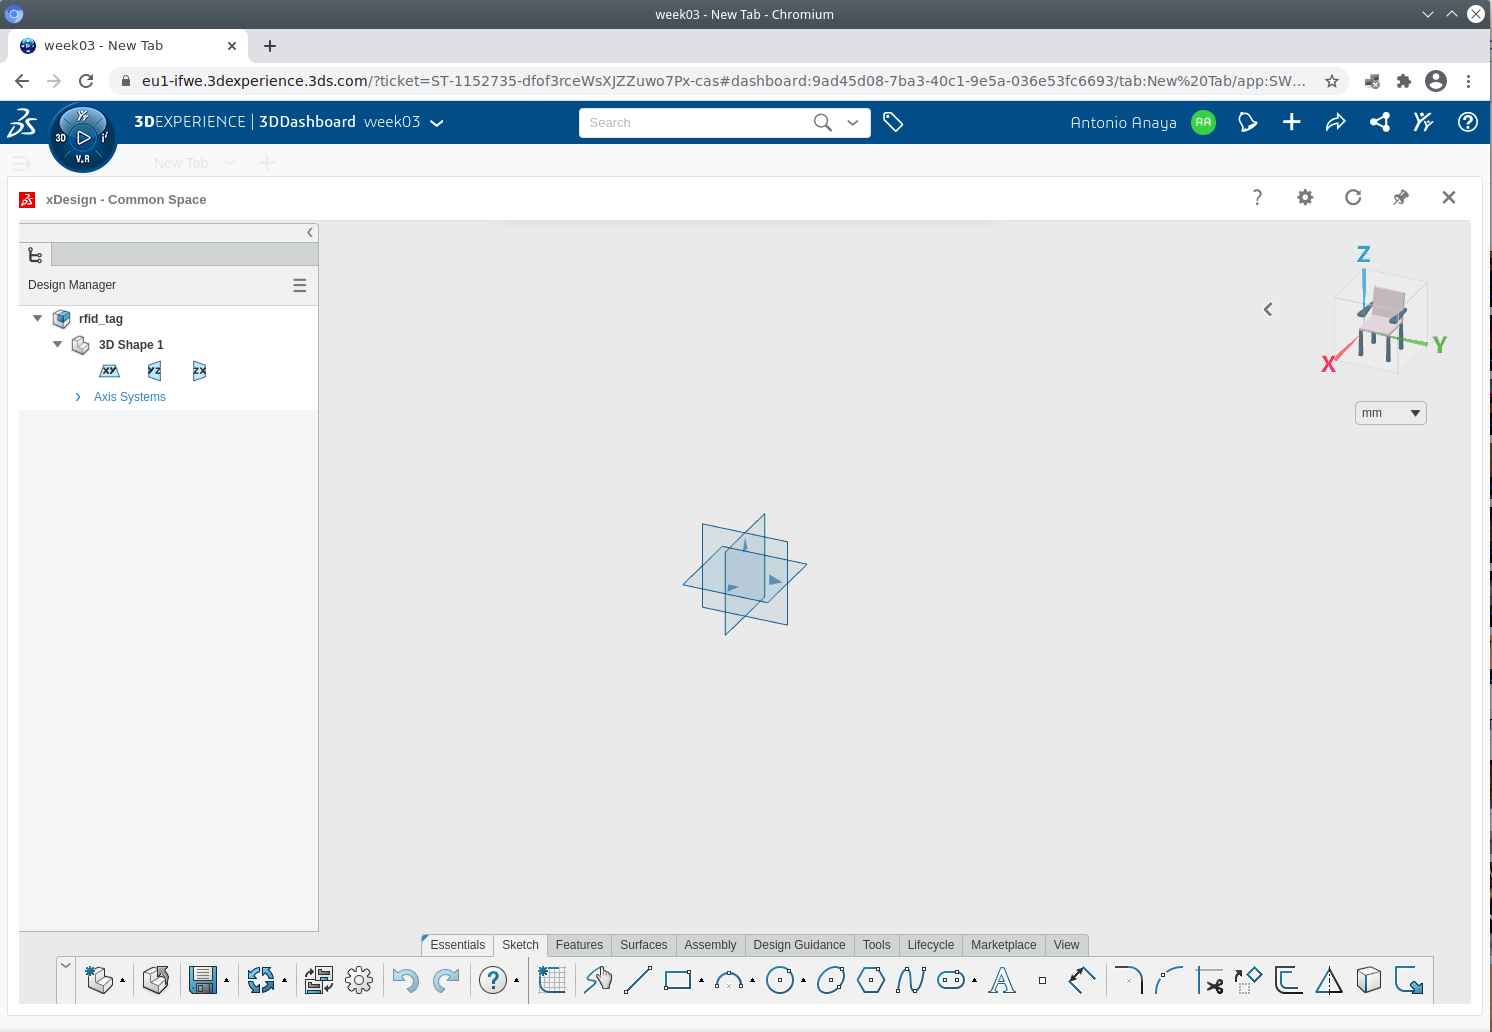 week03 - New Tab - Chromium
week03 - New Tab
eu1-ifwe.3dexperience.3ds.com/?ticket=ST-1152735-dfof3rceWsXJZZuwo7Px-cas#dashboard:9ad45d08-7ba3-40c1-9e5a-036e53fc6693/tab:New%20Tab/app:SW...
3D V.R i²
3DEXPERIENCE | 3DDashboard week03
Search
Antonio Anaya AA
New Tab
xDesign - Common Space
Design Manager
rfid_tag
3D Shape 1
XY YZ ZX
Axis Systems
Z
Y
X
mm
Essentials Sketch Features Surfaces Assembly Design Guidance Tools Lifecycle Marketplace View
A